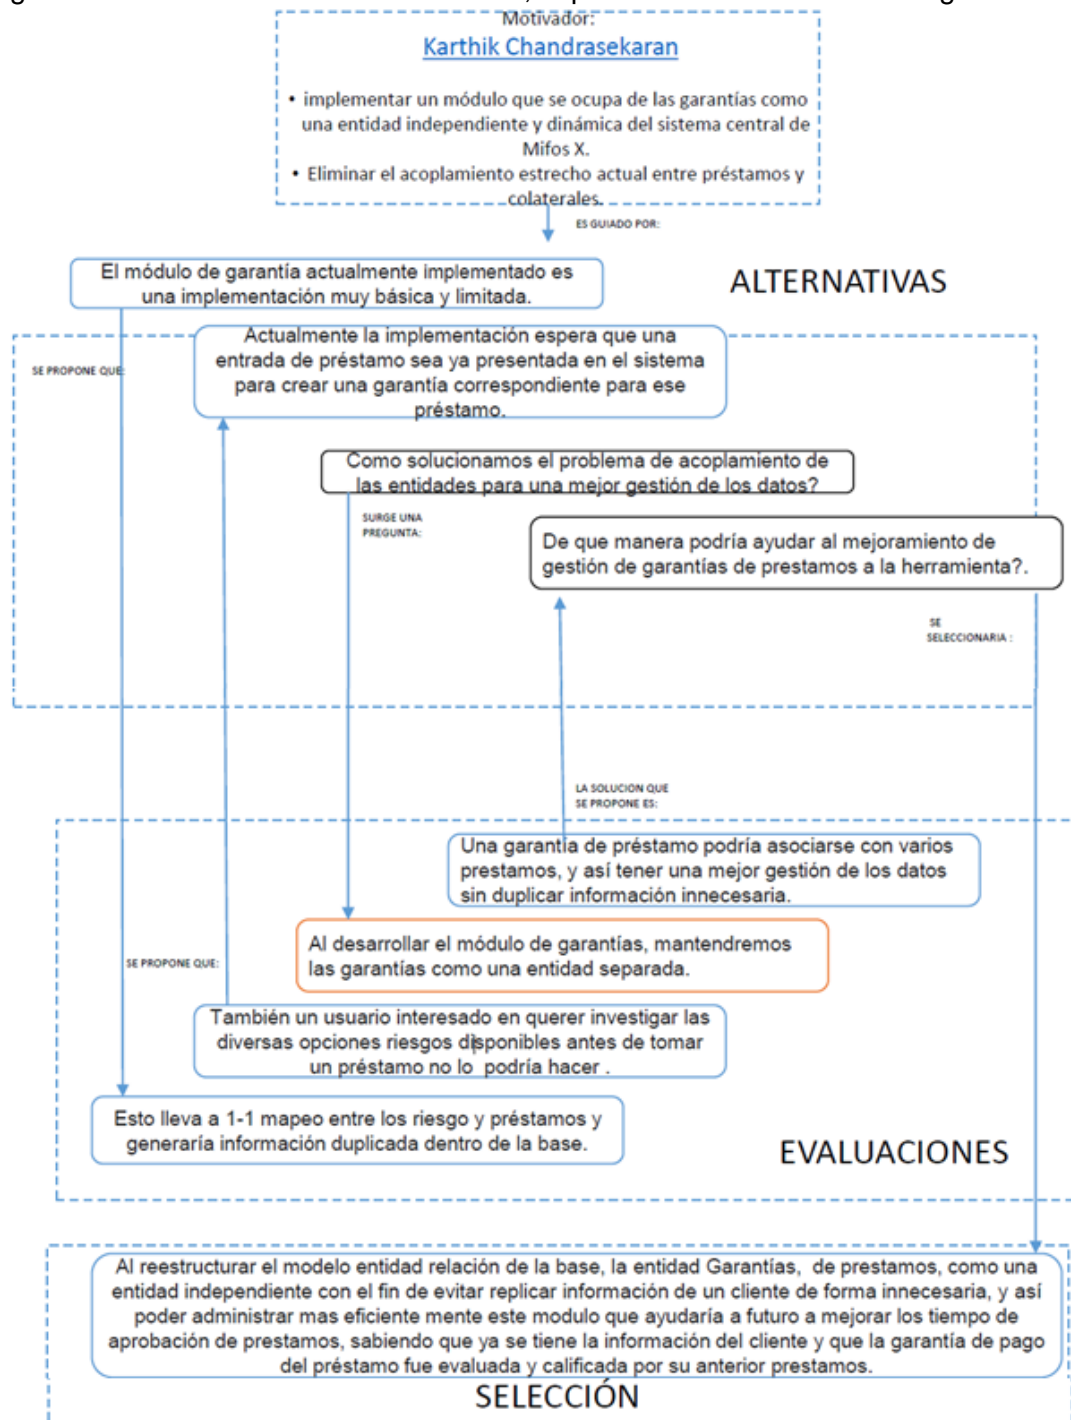 Motivador:
Karthik Chandrasekaran
• implementar un módulo que se ocupa de las garantías como
una entidad independiente y dinámica del sistema central de
Mifos X.
• Eliminar el acoplamiento estrecho actual entre préstamos y
colaterales.
ES GUIADO POR:
El módulo de garantía actualmente implementado es
una implementación muy básica y limitada.
ALTERNATIVAS
Actualmente la implementación espera que una
entrada de préstamo sea ya presentada en el sistema
para crear una garantía correspondiente para ese
préstamo.
SE PROPONE QUE:
Como solucionamos el problema de acoplamiento de
las entidades para una mejor gestión de los datos?
SURGE UNA
PREGUNTA:
De que manera podría ayudar al mejoramiento de
gestión de garantías de prestamos a la herramienta?.
SE
SELECCIONARIA :
LA SOLUCION QUE
SE PROPONE ES:
Una garantía de préstamo podría asociarse con varios
prestamos, y así tener una mejor gestión de los datos
sin duplicar información innecesaria.
Al desarrollar el módulo de garantías, mantendremos
las garantías como una entidad separada.
SE PROPONE QUE:
También un usuario interesado en querer investigar las
diversas opciones riesgos disponibles antes de tomar
un préstamo no lo podría hacer .
Esto lleva a 1-1 mapeo entre los riesgo y préstamos y
generaría información duplicada dentro de la base.
EVALUACIONES
Al reestructurar el modelo entidad relación de la base, la entidad Garantías, de prestamos, como una
entidad independiente con el fin de evitar replicar información de un cliente de forma innecesaria, y así
poder administrar mas eficiente mente este modulo que ayudaría a futuro a mejorar los tiempo de
aprobación de prestamos, sabiendo que ya se tiene la información del cliente y que la garantía de pago
del préstamo fue evaluada y calificada por su anterior prestamos.
SELECCIÓN